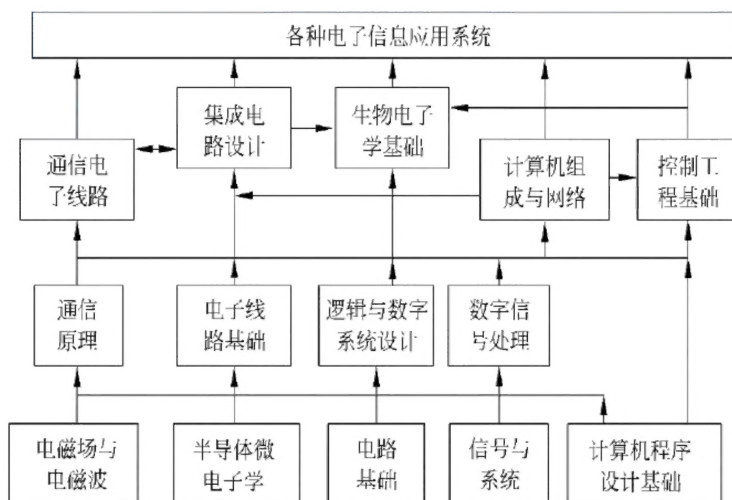 各种电子信息应用系统
集成电
路设计
生物电子
学基础
通信电
子线路
计算机组
成与网络
控制工
程基础
通信
原理
电子线
路基础
逻辑与数字
系统设计
数字信
号处理
电磁场与
电磁波
半导体微
电子学
电路
基础
信号与
系统
计算机程序
设计基础